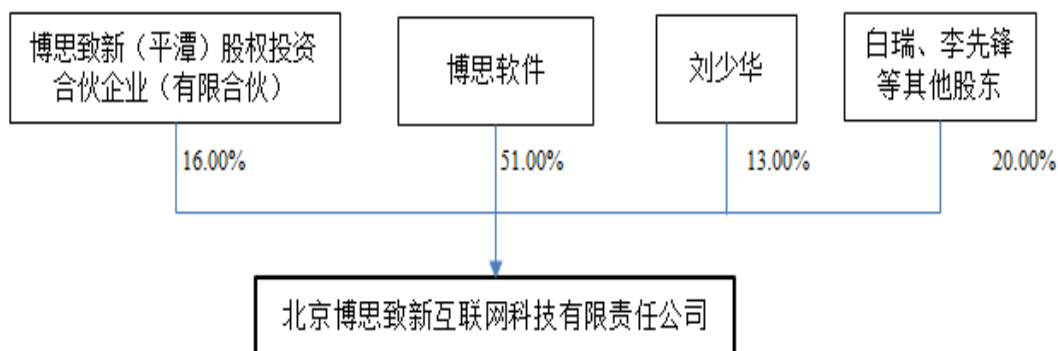 博思致新（平潭）股权投资
合伙企业（有限合伙）
博思软件
刘少华
白瑞、李先锋
等其他股东
16.00%
51.00%
13.00%
20.00%
北京博思致新互联网科技有限责任公司